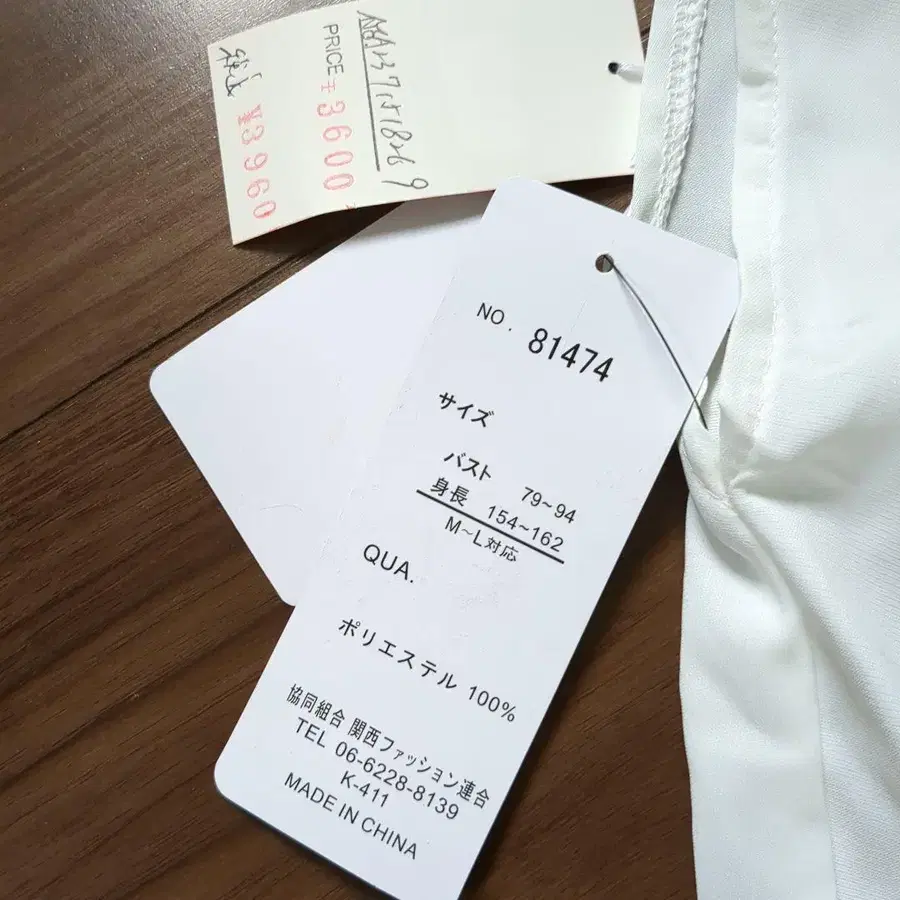 PRICE ¥3600
¥3960
NO. 81474
サイズ
バスト 79~94
身長 154~162
M~L対応
QUA.
ポリエステル 100%
協同組合 関西ファッション連合
TEL 06-6228-8139
K-411
MADE IN CHINA